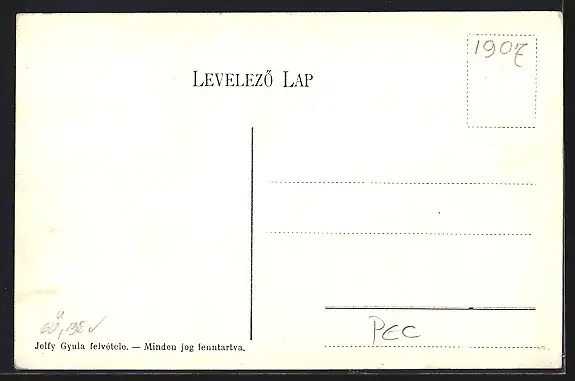 1907
LEVELEZŐ LAP
PEC
Jelfy Gyula felvétele. — Minden jog fenntartva.